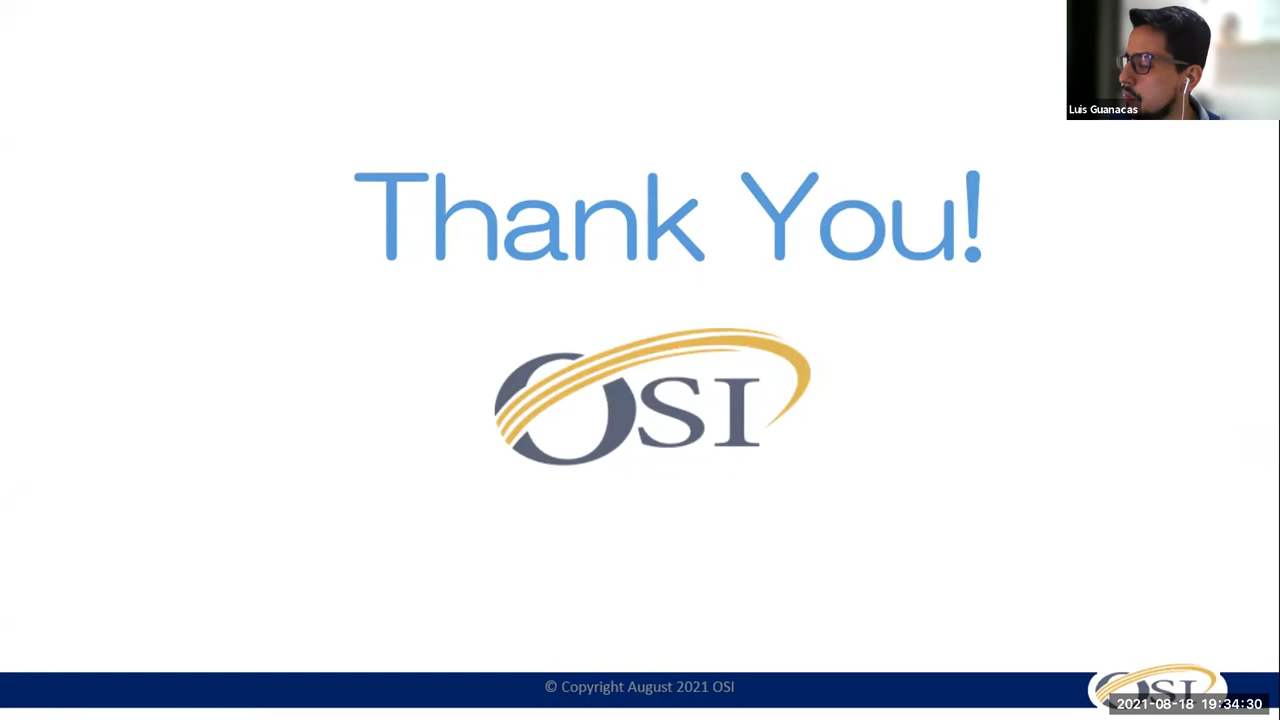 Luis Guanacas
Thank You!
OSI
© Copyright August 2021 OSI
OSI
2021-08-18 19:34:30